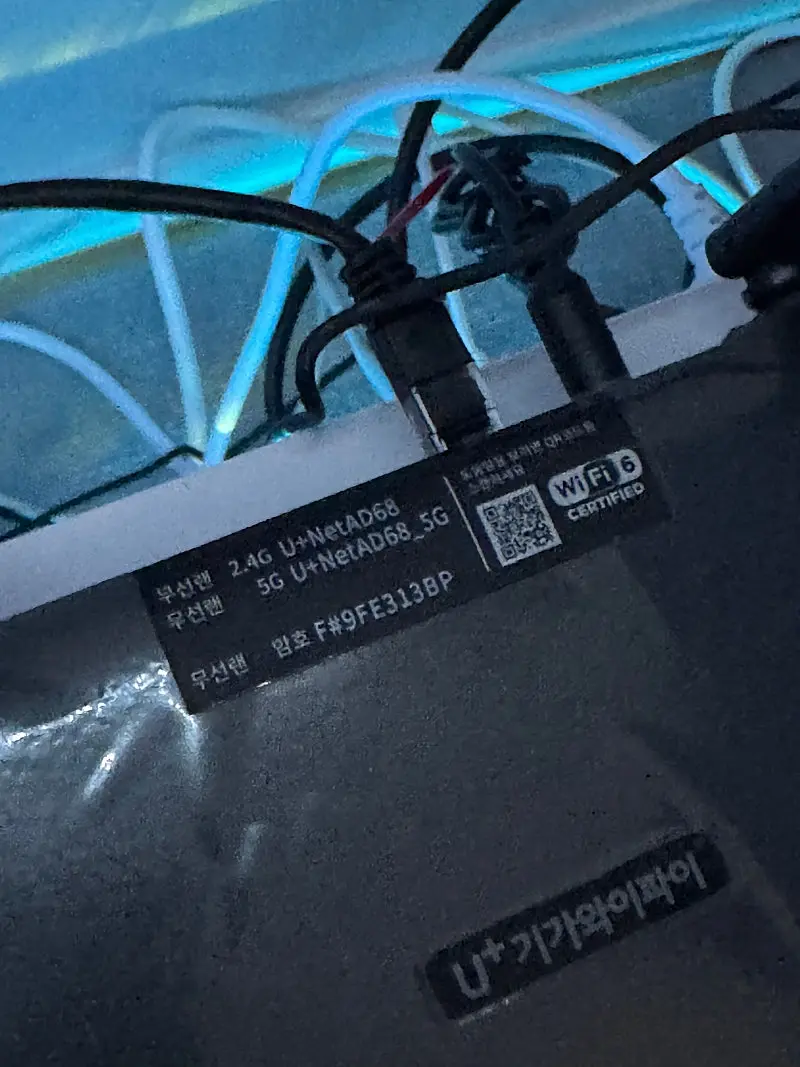 무선랜 2.4G U+NetAD68
무선랜 5G U+NetAD68_5G
무선랜 암호 F#9FE313BP
WiFi 6
CERTIFIED
U+기가와이파이